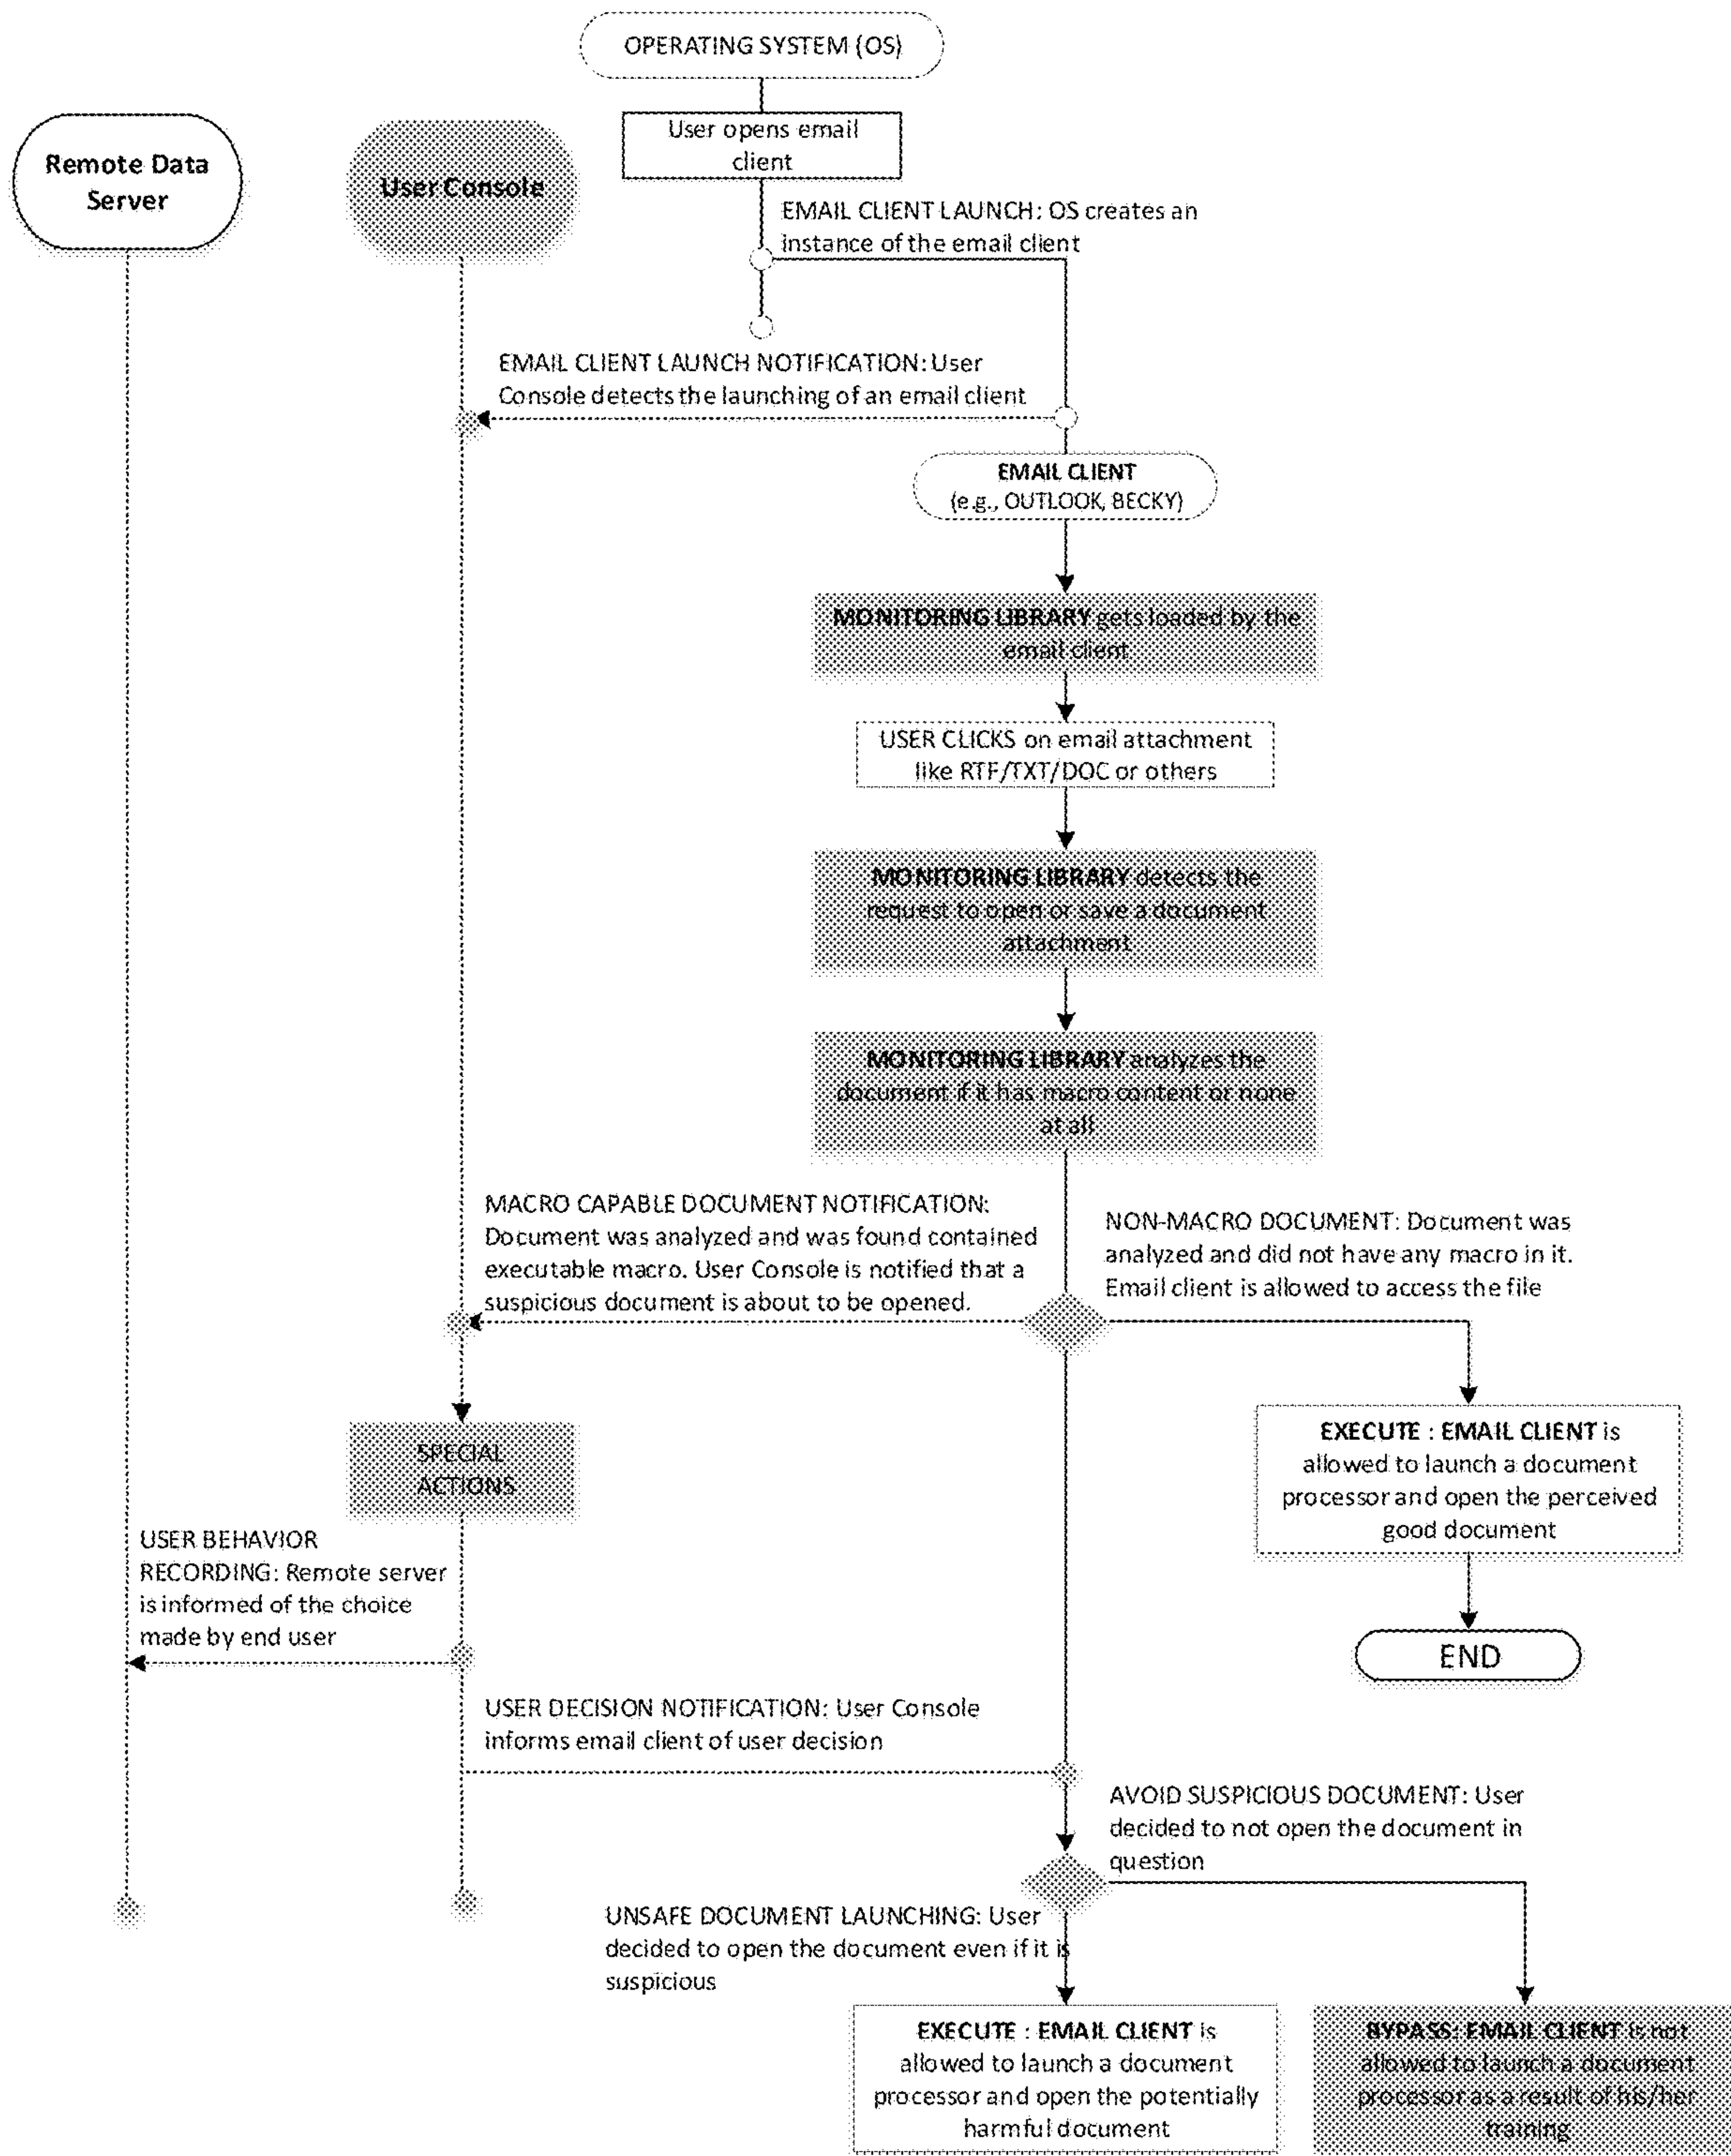 OPERATING SYSTEM (OS)
User opens email
client
Remote Data
Server
User Console
EMAIL CLIENT LAUNCH: OS creates an
instance of the email client
EMAIL CLIENT LAUNCH NOTIFICATION: User
Console detects the launching of an email client
EMAIL CLIENT
(e.g., OUTLOOK, BECKY)
MONITORING LIBRARY gets loaded by the
email client
USER CLICKS on email attachment
like RTF/TXT/DOC or others
MONITORING LIBRARY detects the
request to open or save a document
attachment
MONITORING LIBRARY analyzes the
document if it has macro content or none
at all
MACRO CAPABLE DOCUMENT NOTIFICATION:
Document was analyzed and was found contained
executable macro. User Console is notified that a
suspicious document is about to be opened.
NON-MACRO DOCUMENT: Document was
analyzed and did not have any macro in it.
Email client is allowed to access the file
EXECUTE : EMAIL CLIENT is
allowed to launch a document
processor and open the perceived
good document
END
SPECIAL
ACTIONS
USER BEHAVIOR
RECORDING: Remote server
is informed of the choice
made by end user
USER DECISION NOTIFICATION: User Console
informs email client of user decision
AVOID SUSPICIOUS DOCUMENT: User
decided to not open the document in
question
UNSAFE DOCUMENT LAUNCHING: User
decided to open the document even if it is
suspicious
EXECUTE : EMAIL CLIENT is
allowed to launch a document
processor and open the potentially
harmful document
BYPASS: EMAIL CLIENT is not
allowed to launch a document
processor as a result of his/her
training